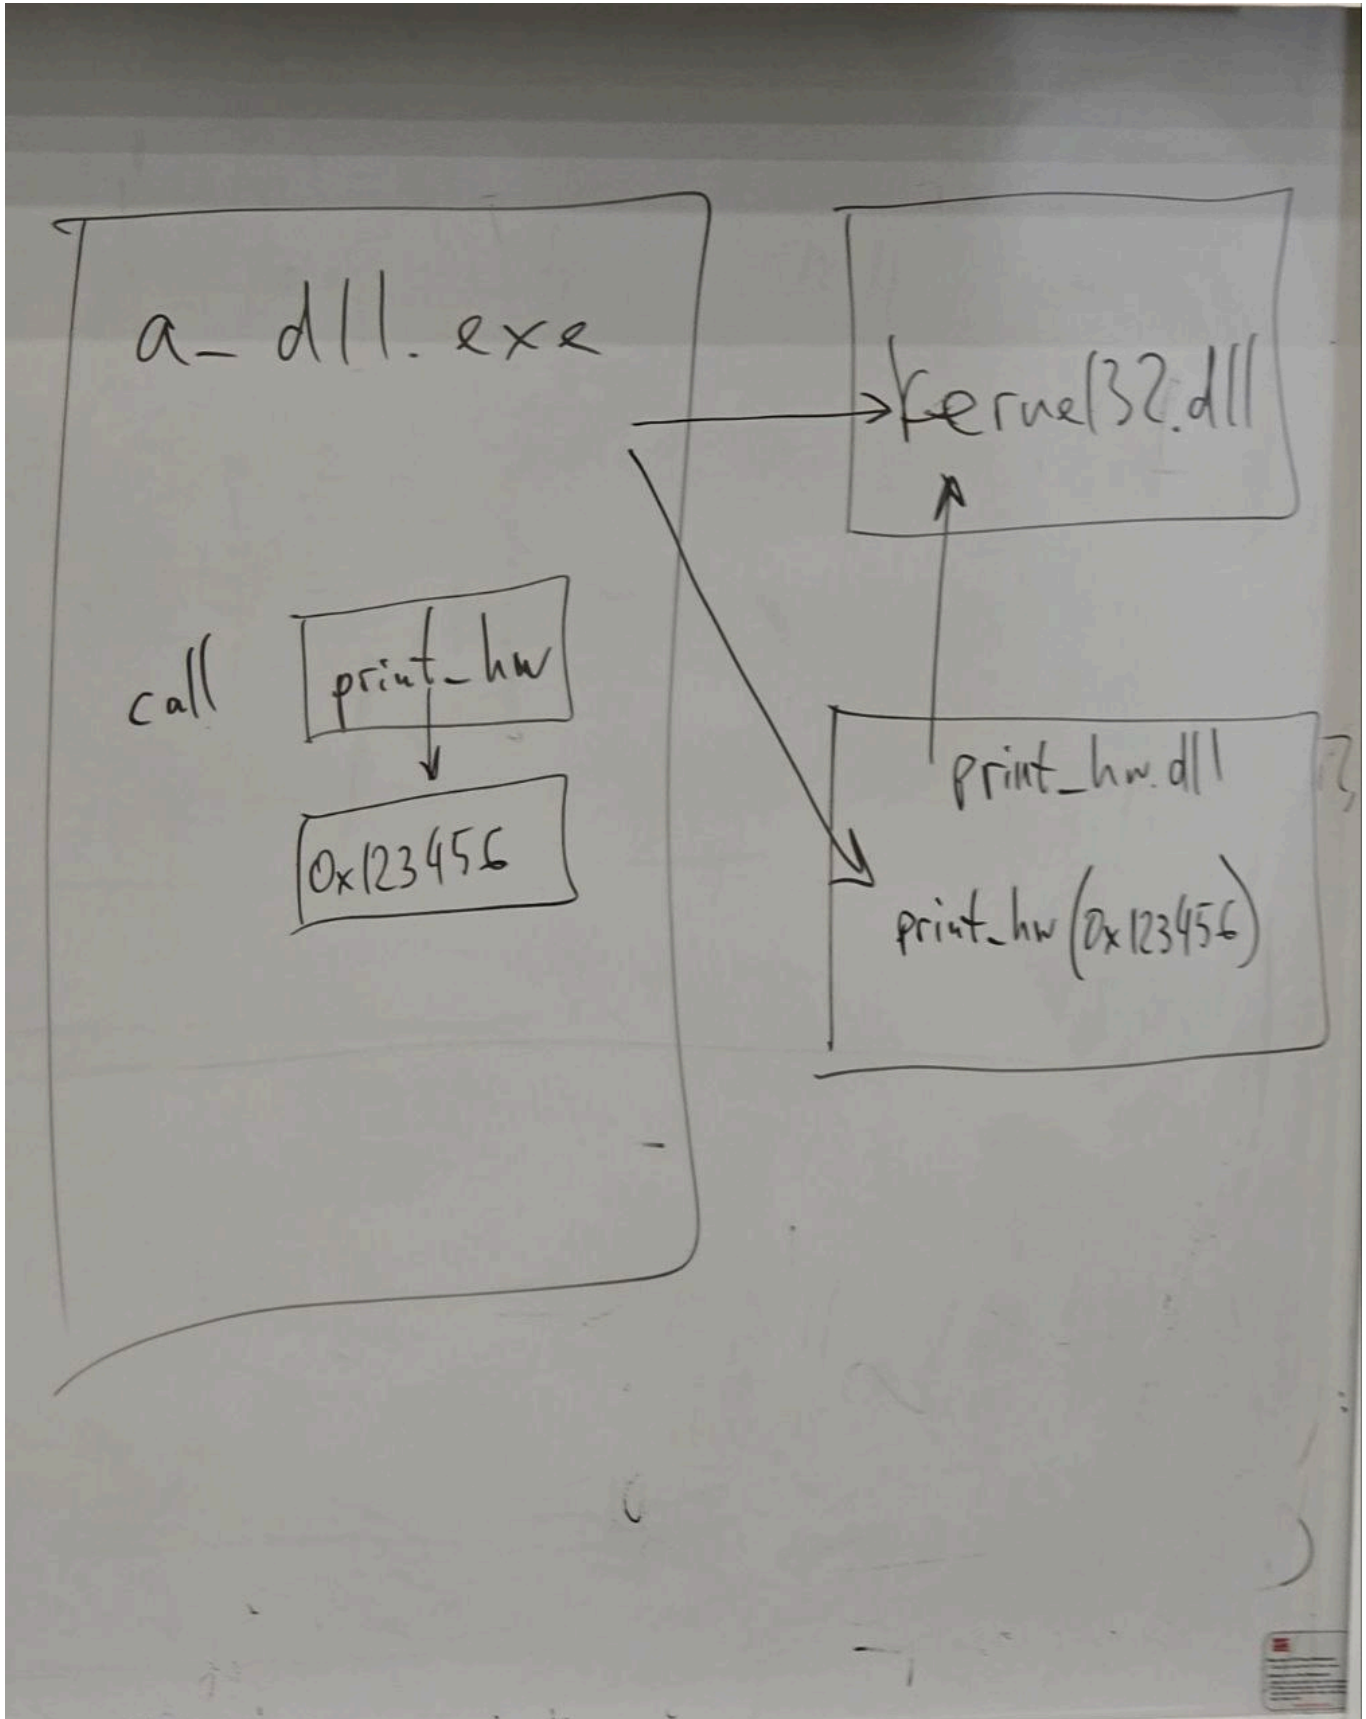 a_dll.exe
kernel32.dll
call print_hw
0x123456
print_hw.dll
print_hw(0x123456)